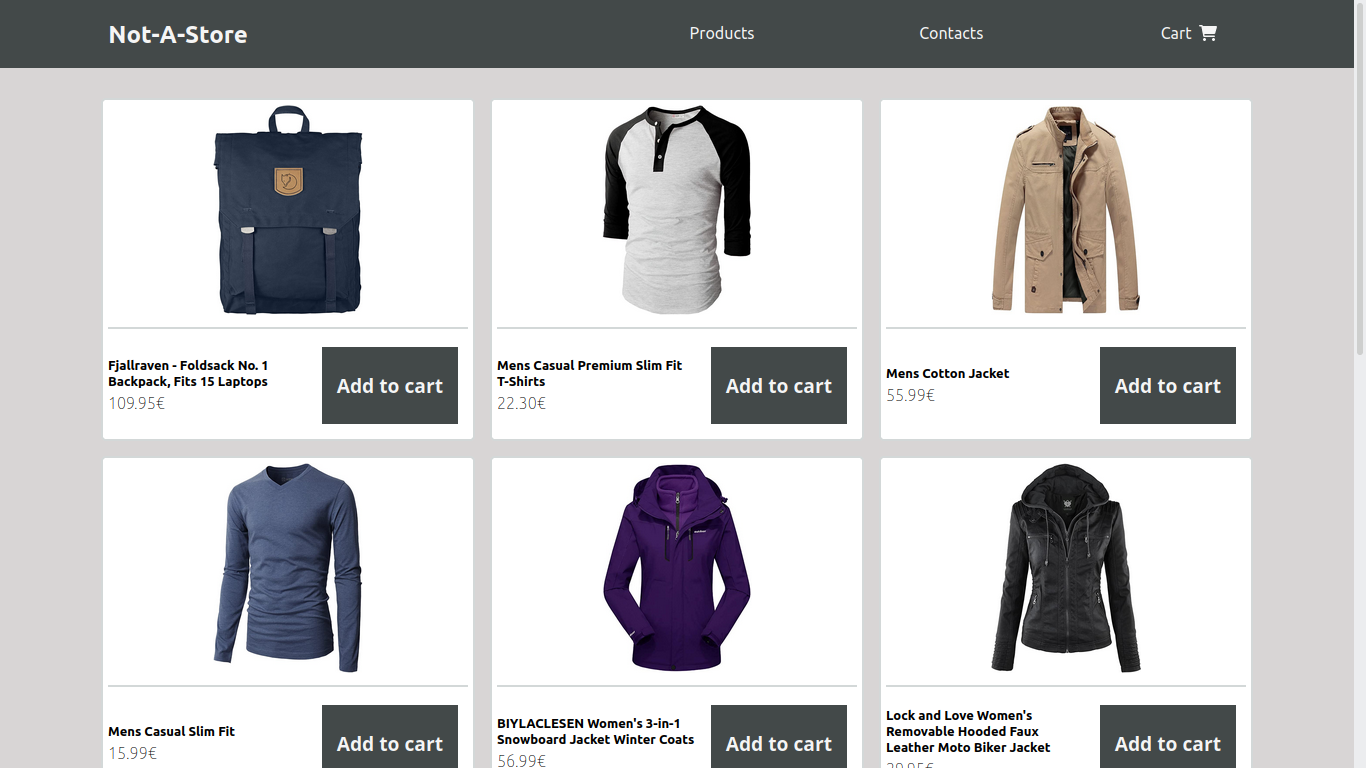 Not-A-Store
Products
Contacts
Cart
Fjallraven - Foldsack No. 1
Backpack, Fits 15 Laptops
109.95€
Add to cart
Mens Casual Premium Slim Fit
T-Shirts
22.30€
Add to cart
Mens Cotton Jacket
55.99€
Add to cart
Mens Casual Slim Fit
15.99€
Add to cart
BIYLACLESEN Women's 3-in-1
Snowboard Jacket Winter Coats
56.99€
Add to cart
Lock and Love Women's
Removable Hooded Faux
Leather Moto Biker Jacket
Add to cart